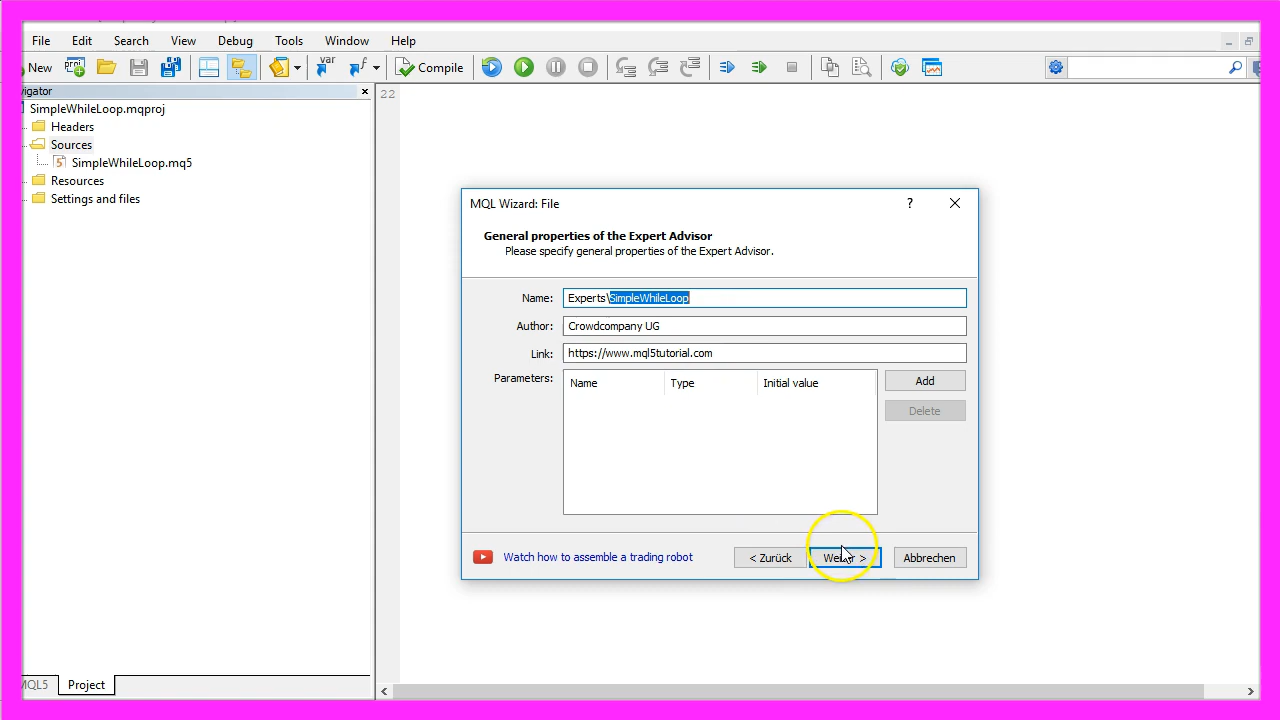 File Edit Search View Debug Tools Window Help
New var Compile
vigator
22
SimpleWhileLoop.mqproj
Headers
Sources
SimpleWhileLoop.mq5
Resources
Settings and files
MQL Wizard: File
General properties of the Expert Advisor
Please specify general properties of the Expert Advisor.
Name: Experts\SimpleWhileLoop
Author: Crowdcompany UG
Link: https://www.mql5tutorial.com
Parameters: Name Type Initial value
Add
Delete
Watch how to assemble a trading robot
< Zurück
Weiter >
Abbrechen
MQL5 Project